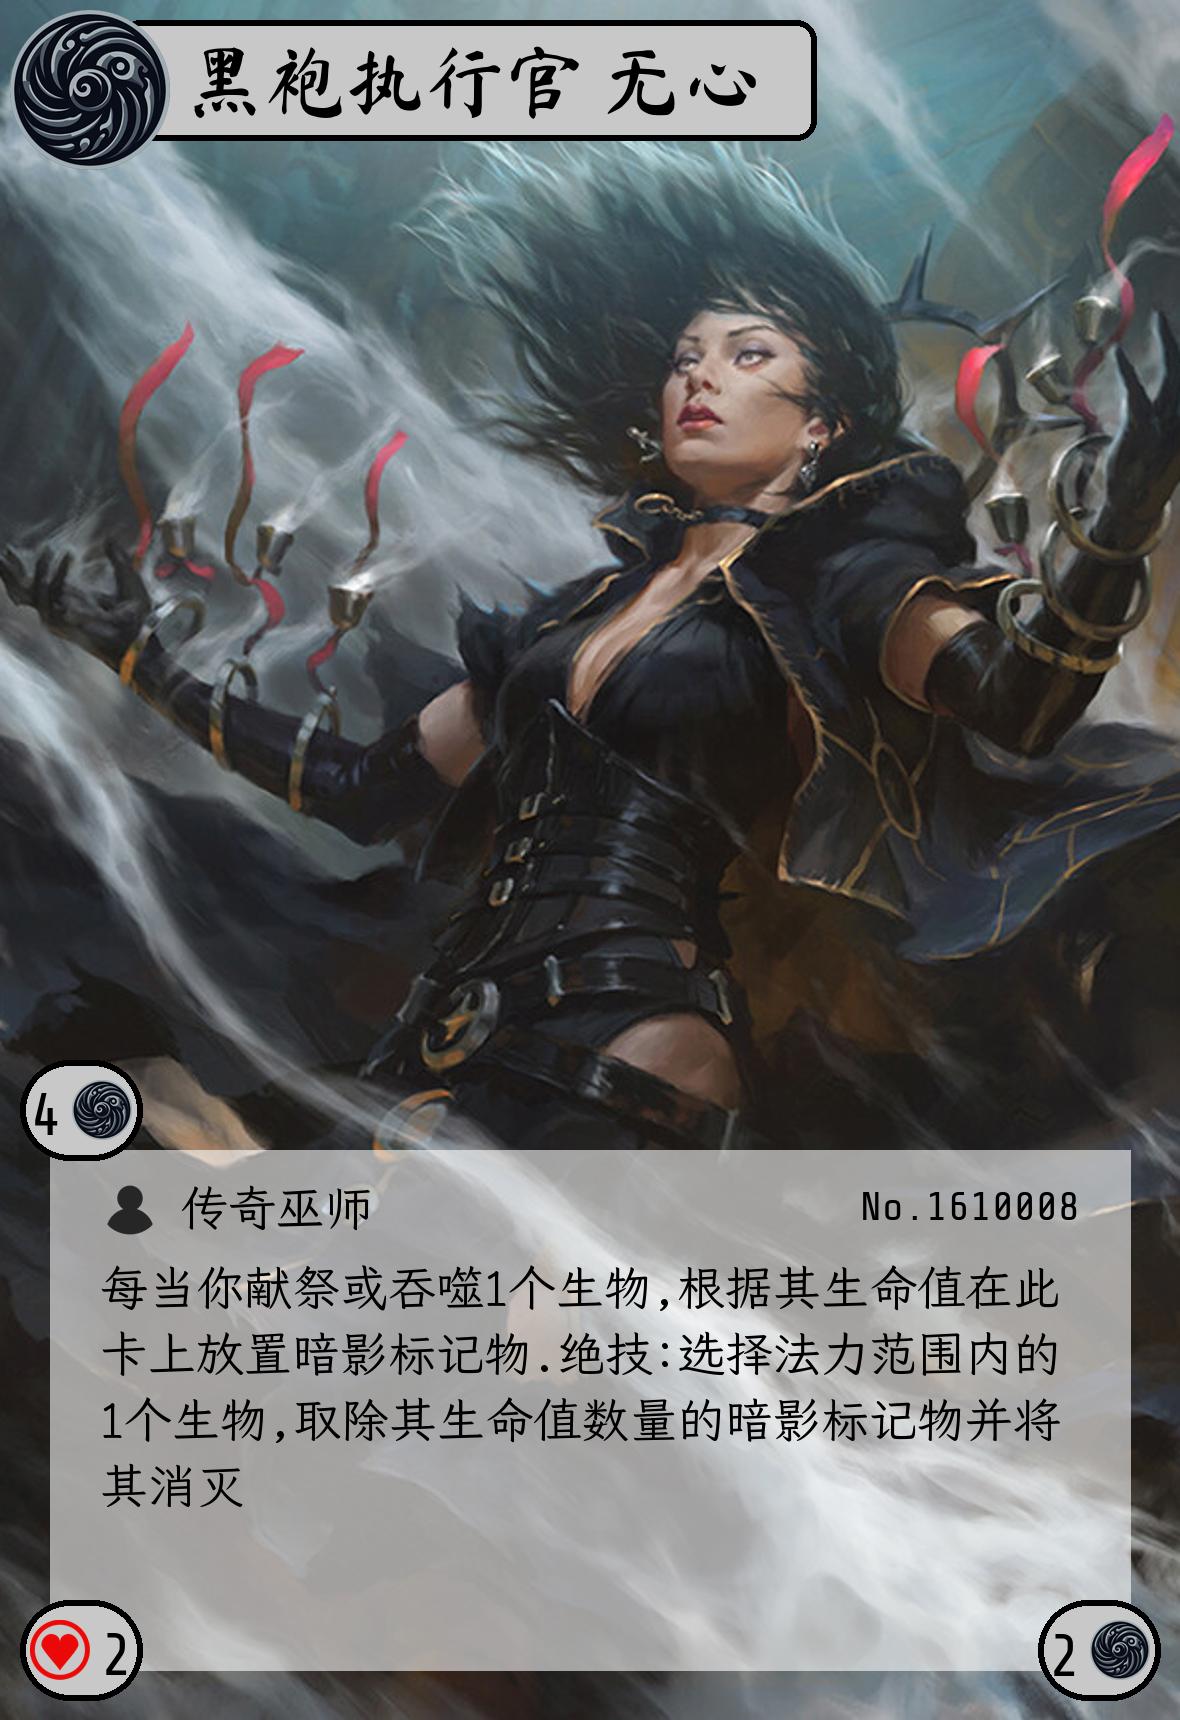 黑袍执行官 无心
4
传奇巫师
No.1610008
每当你献祭或吞噬1个生物,根据其生命值在此
卡上放置暗影标记物.绝技:选择法力范围内的
1个生物,取除其生命值数量的暗影标记物并将
其消灭
2
2